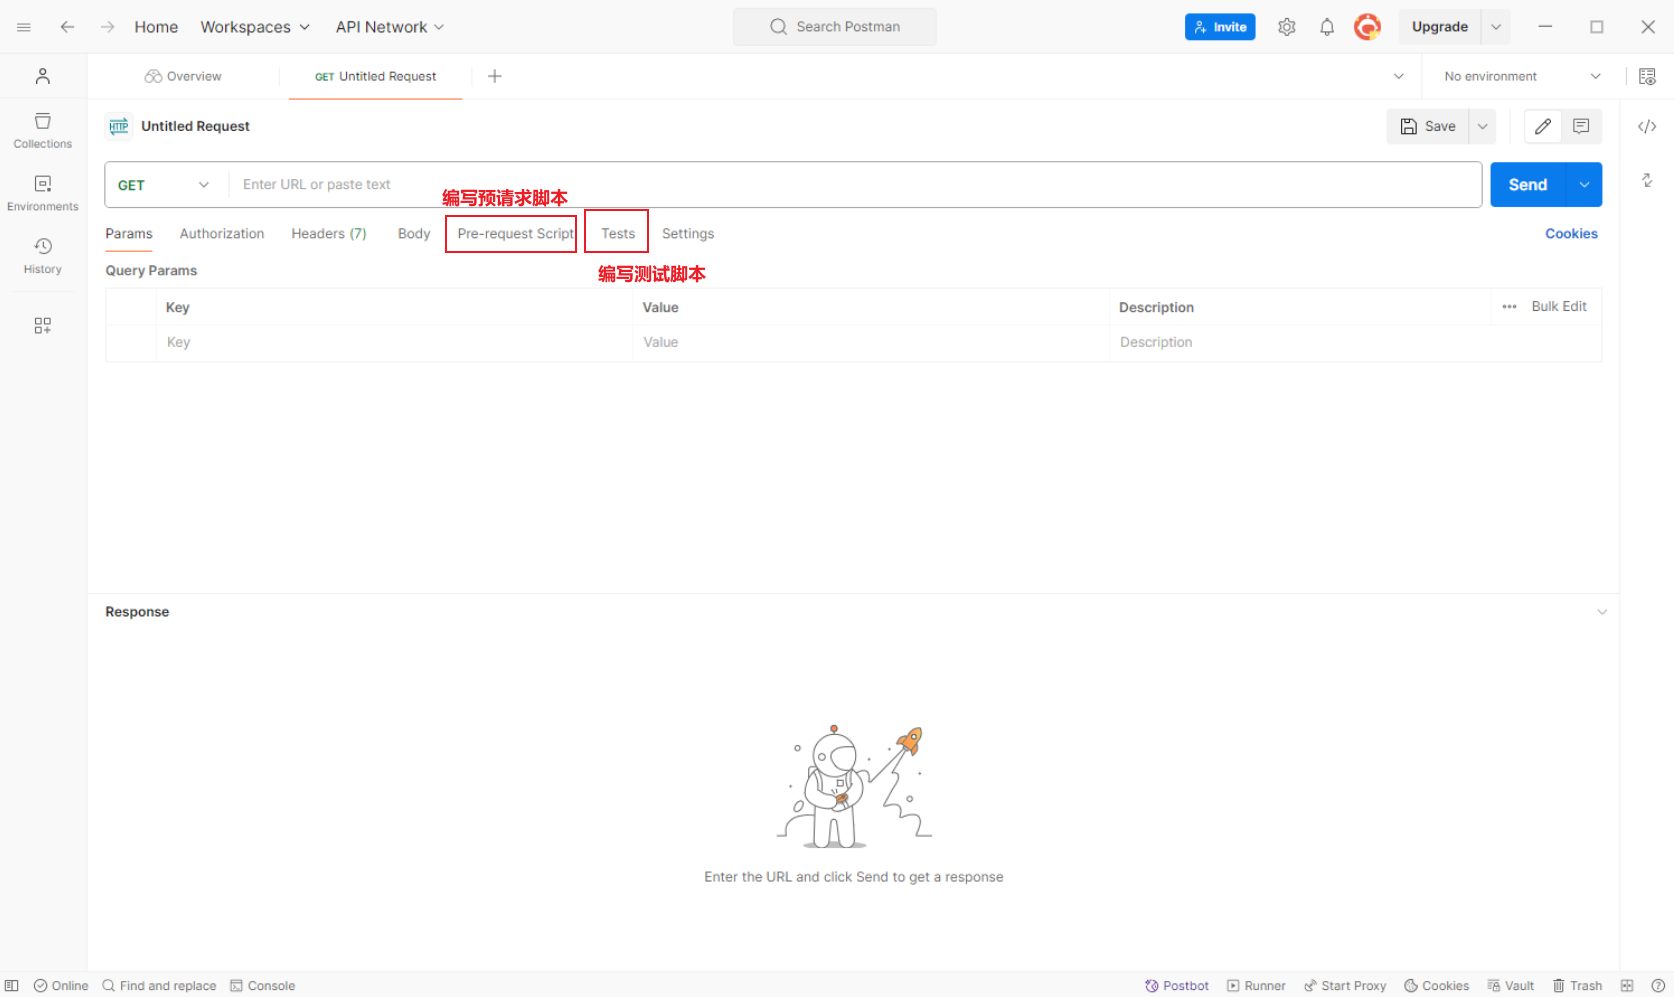 Home Workspaces API Network Search Postman Invite Upgrade
Overview GET Untitled Request No environment
HTTP Untitled Request Save
Collections
GET Enter URL or paste text Send
编写预请求脚本
Environments
Params Authorization Headers (7) Body Pre-request Script Tests Settings Cookies
编写测试脚本
History
Query Params
Key Value Description Bulk Edit
Key Value Description
Response
Enter the URL and click Send to get a response
Online Find and replace Console Postbot Runner Start Proxy Cookies Vault Trash